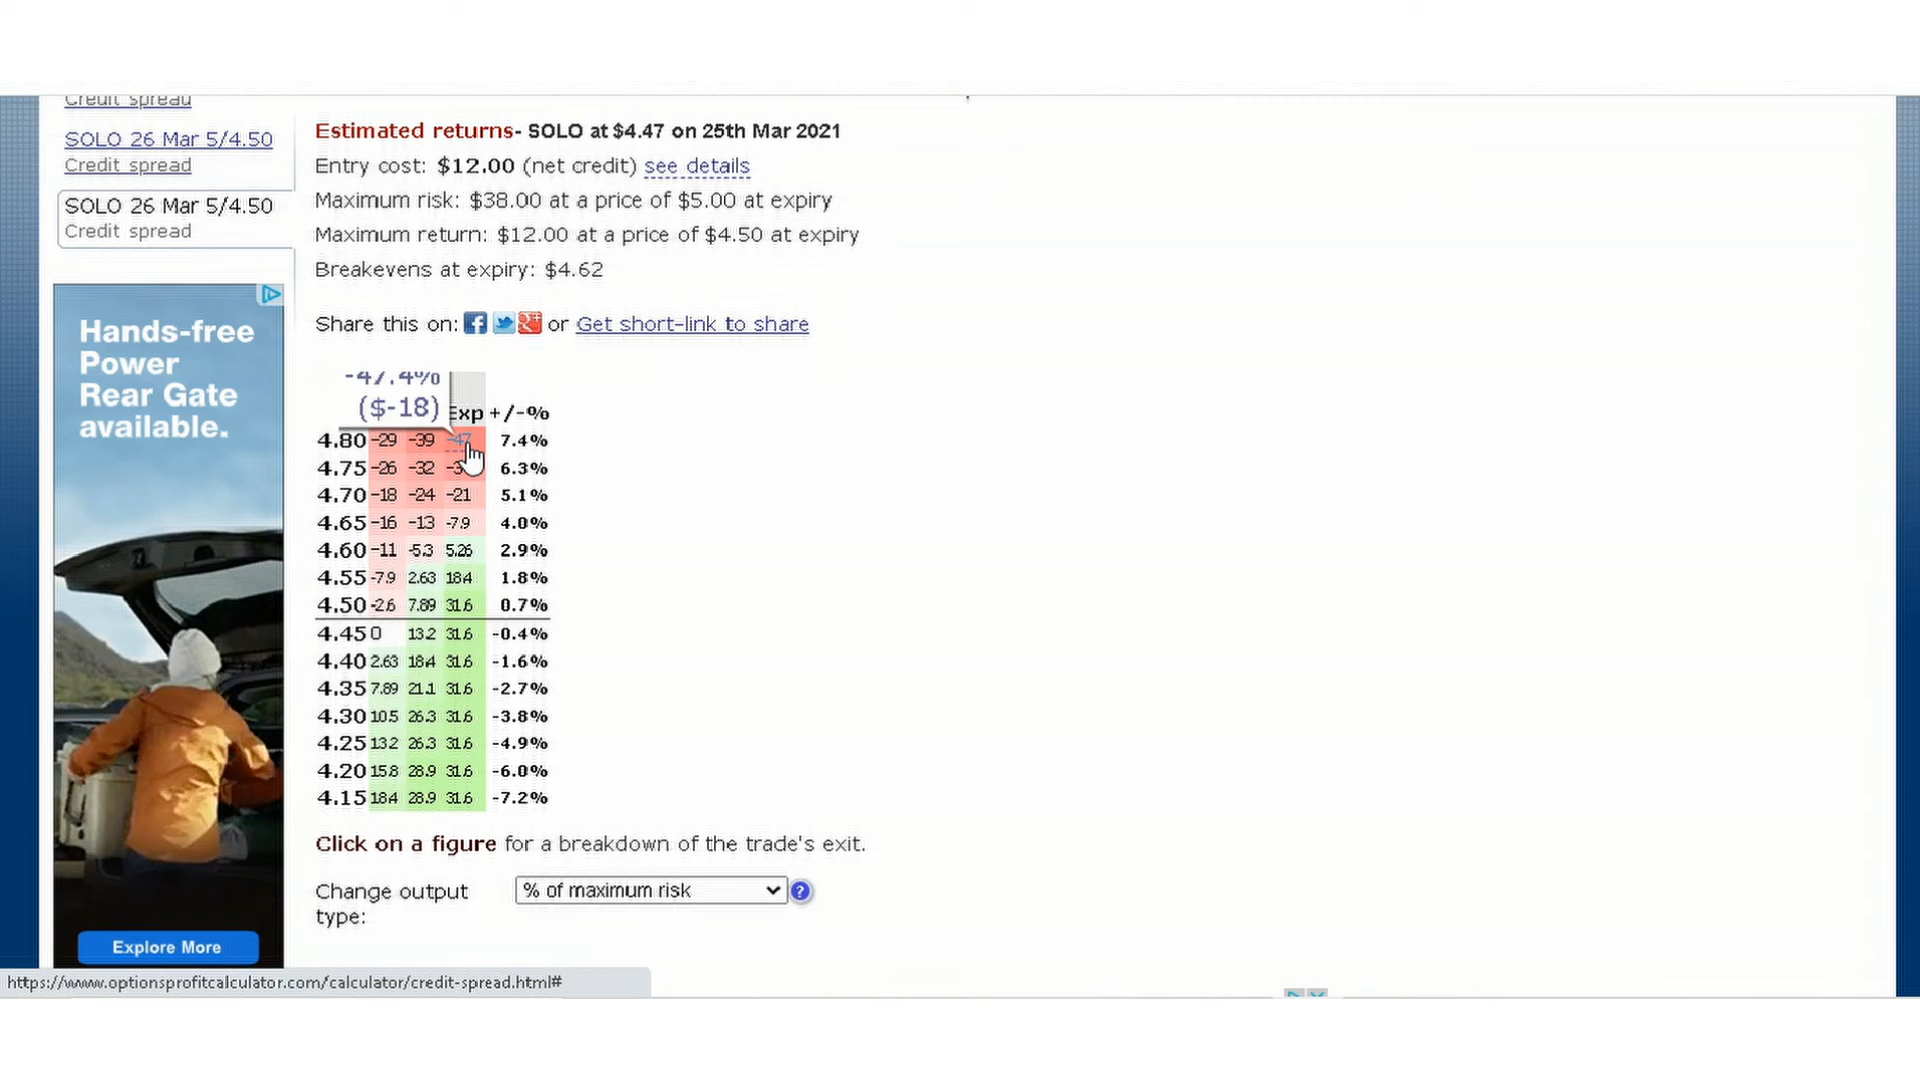 Credit spread
SOLO 26 Mar 5/4.50
Credit spread
SOLO 26 Mar 5/4.50
Credit spread
Hands-free
Power
Rear Gate
available.
Explore More
Estimated returns- SOLO at $4.47 on 25th Mar 2021
Entry cost: $12.00 (net credit) see details
Maximum risk: $38.00 at a price of $5.00 at expiry
Maximum return: $12.00 at a price of $4.50 at expiry
Breakevens at expiry: $4.62
Share this on: or Get short-link to share
-47.4%
($-18) Exp +/-%
4.80 -29 -39 -47 7.4%
4.75 -26 -32 6.3%
4.70 -18 -24 -21 5.1%
4.65 -16 -13 -7.9 4.0%
4.60 -11 -5.3 5.26 2.9%
4.55 -7.9 2.63 18.4 1.8%
4.50 -2.6 7.89 31.6 0.7%
4.45 0 13.2 31.6 -0.4%
4.40 2.63 18.4 31.6 -1.6%
4.35 7.89 21.1 31.6 -2.7%
4.30 10.5 26.3 31.6 -3.8%
4.25 13.2 26.3 31.6 -4.9%
4.20 15.8 28.9 31.6 -6.0%
4.15 18.4 28.9 31.6 -7.2%
Click on a figure for a breakdown of the trade's exit.
Change output % of maximum risk ?
type:
https://www.optionsprofitcalculator.com/calculator/credit-spread.html#